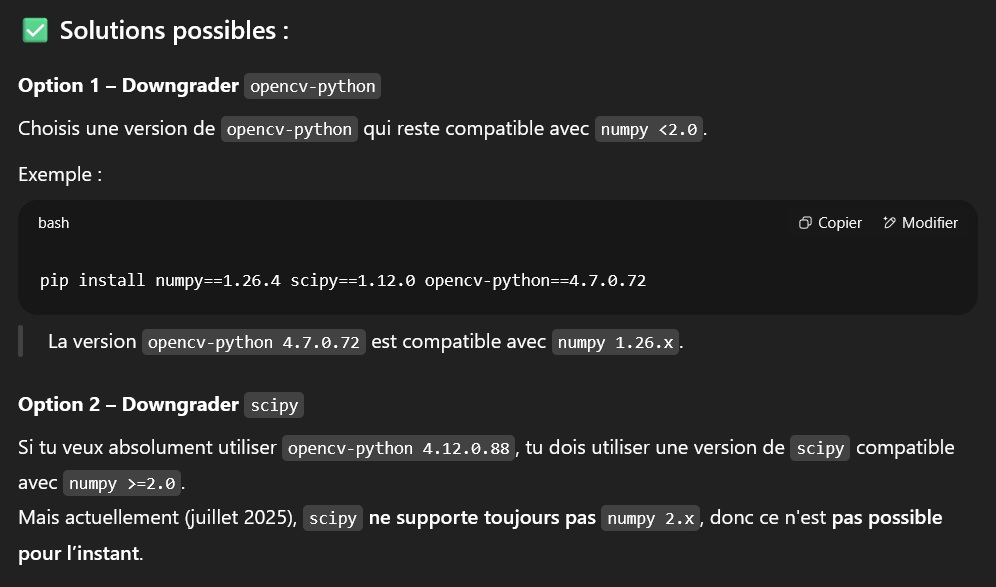 ✅ Solutions possibles :
Option 1 – Downgrader opencv-python
Choisis une version de opencv-python qui reste compatible avec numpy <2.0.
Exemple :
bash
Copier
Modifier
pip install numpy==1.26.4 scipy==1.12.0 opencv-python==4.7.0.72
La version opencv-python 4.7.0.72 est compatible avec numpy 1.26.x.
Option 2 – Downgrader scipy
Si tu veux absolument utiliser opencv-python 4.12.0.88, tu dois utiliser une version de scipy compatible
avec numpy >=2.0.
Mais actuellement (juillet 2025), scipy ne supporte toujours pas numpy 2.x, donc ce n'est pas possible
pour l’instant.